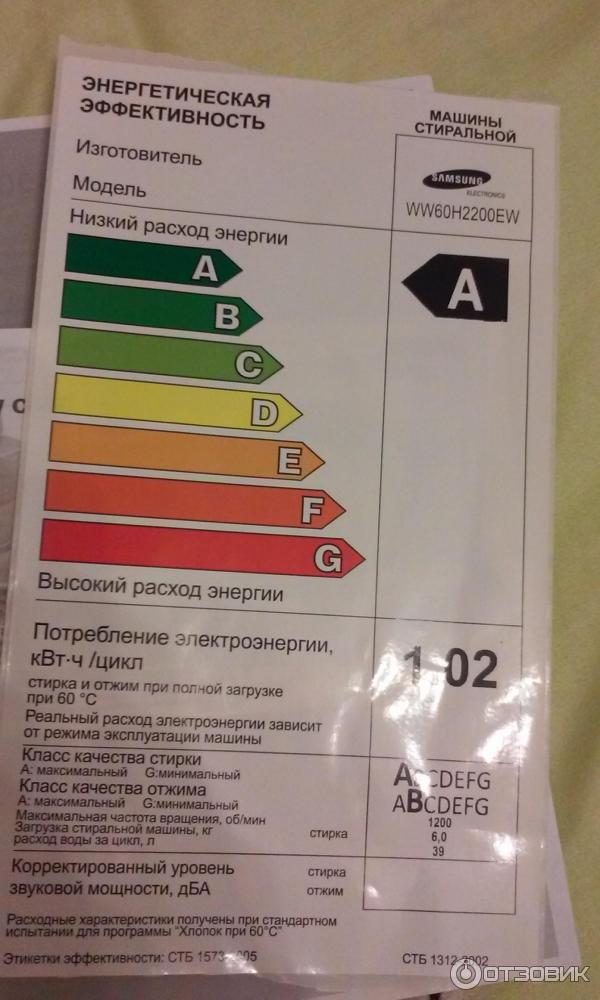 ЭНЕРГЕТИЧЕСКАЯ
ЭФФЕКТИВНОСТЬ
МАШИНЫ
СТИРАЛЬНОЙ
Изготовитель
SAMSUNG
ELECTRONICS
Модель
WW60H2200EW
Низкий расход энергии
A
A
B
C
D
E
F
G
Высокий расход энергии
Потребление электроэнергии,
кВт·ч /цикл
1.02
стирка и отжим при полной загрузке
при 60 °C
Реальный расход электроэнергии зависит
от режима эксплуатации машины
Класс качества стирки
A: максимальный G:минимальный
ABCDEFG
Класс качества отжима
A: максимальный G:минимальный
ABCDEFG
Максимальная частота вращения, об/мин
1200
Загрузка стиральной машины, кг стирка
6,0
расход воды за цикл, л
39
Корректированный уровень стирка
звуковой мощности, дБА отжим
Расходные характеристики получены при стандартном
испытании для программы "Хлопок при 60°C"
Этикетки эффективности: СТБ 1573-2005
СТБ 1312-2002
ОТЗОВИК